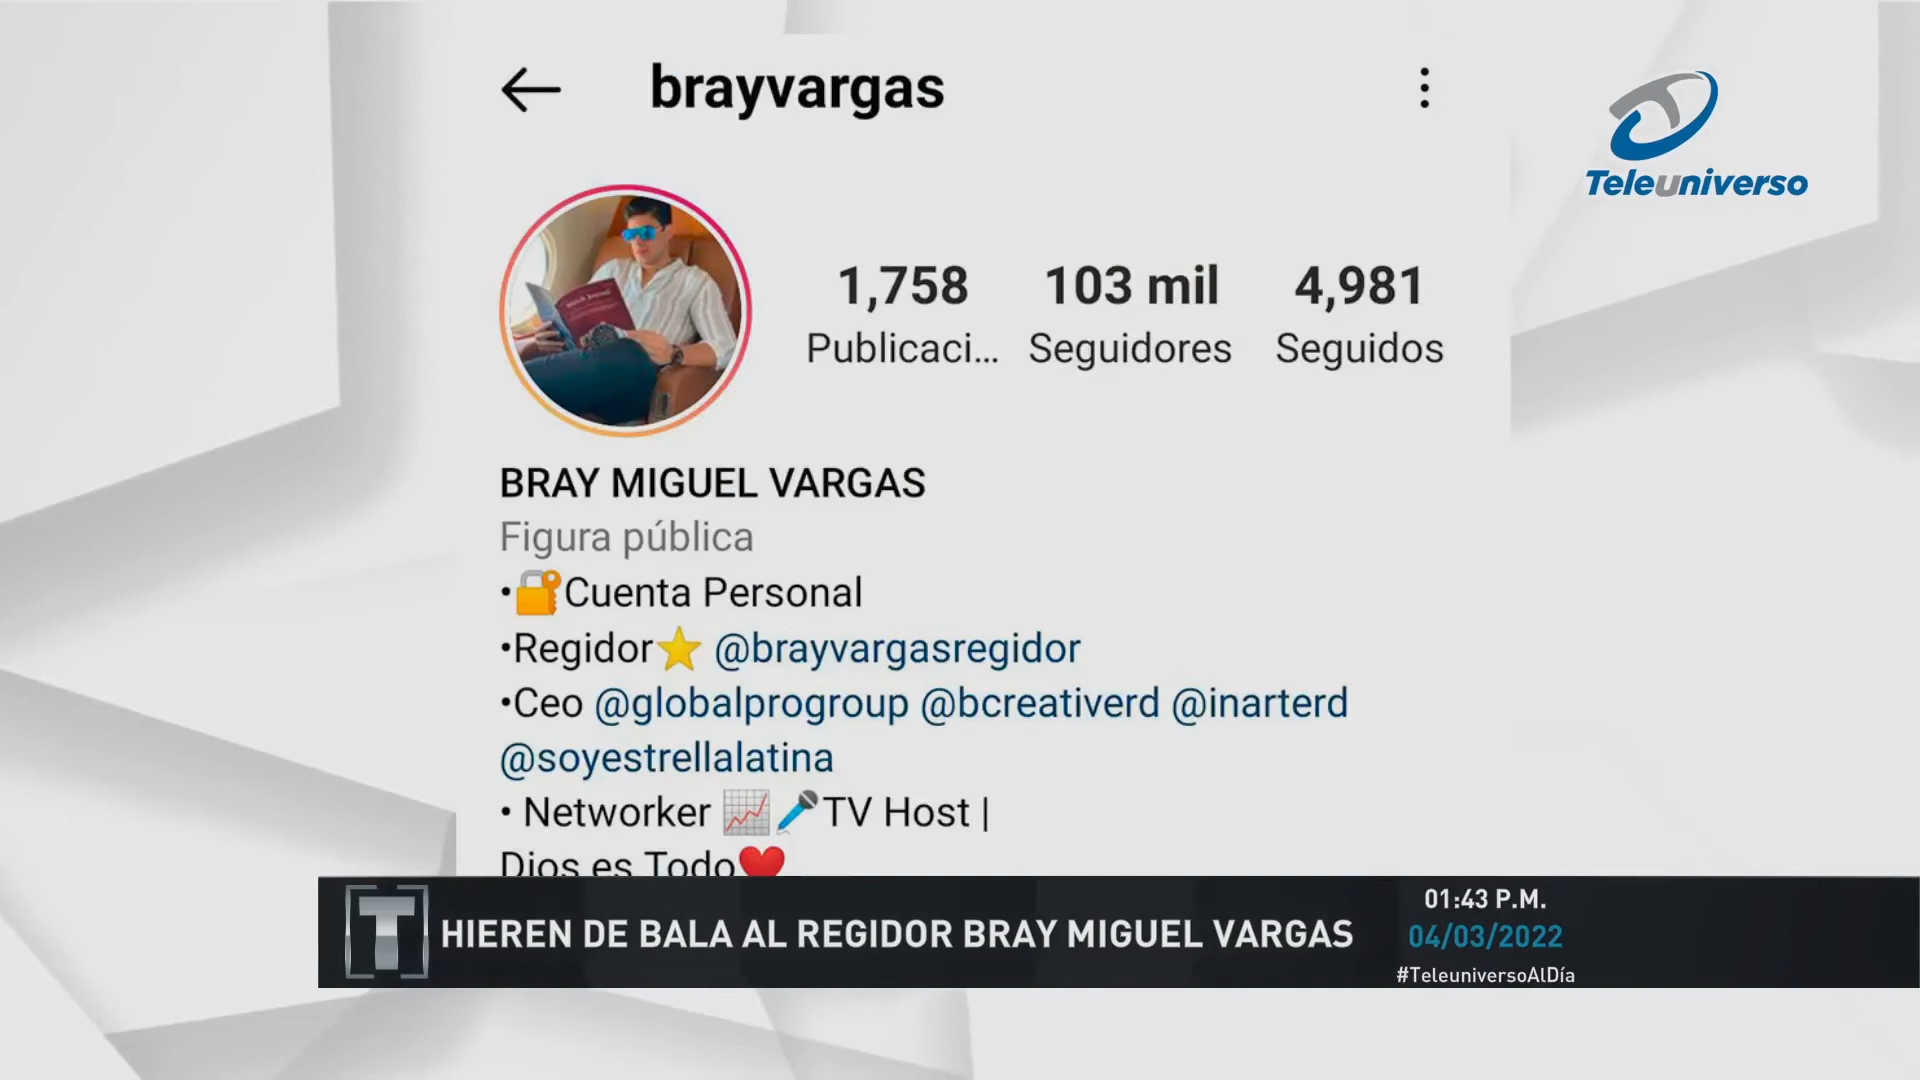 brayvargas
Teleuniverso
1,758 103 mil 4,981
Publicaci... Seguidores Seguidos
BRAY MIGUEL VARGAS
Figura pública
•🔐Cuenta Personal
•Regidor⭐ @brayvargasregidor
•Ceo @globalprogroup @bcreativerd @inarterd
@soyestrellalatina
• Networker 📈🎤TV Host |
Dios es Todo❤️
T HIEREN DE BALA AL REGIDOR BRAY MIGUEL VARGAS
01:43 P.M.
04/03/2022
#TeleuniversoAlDía